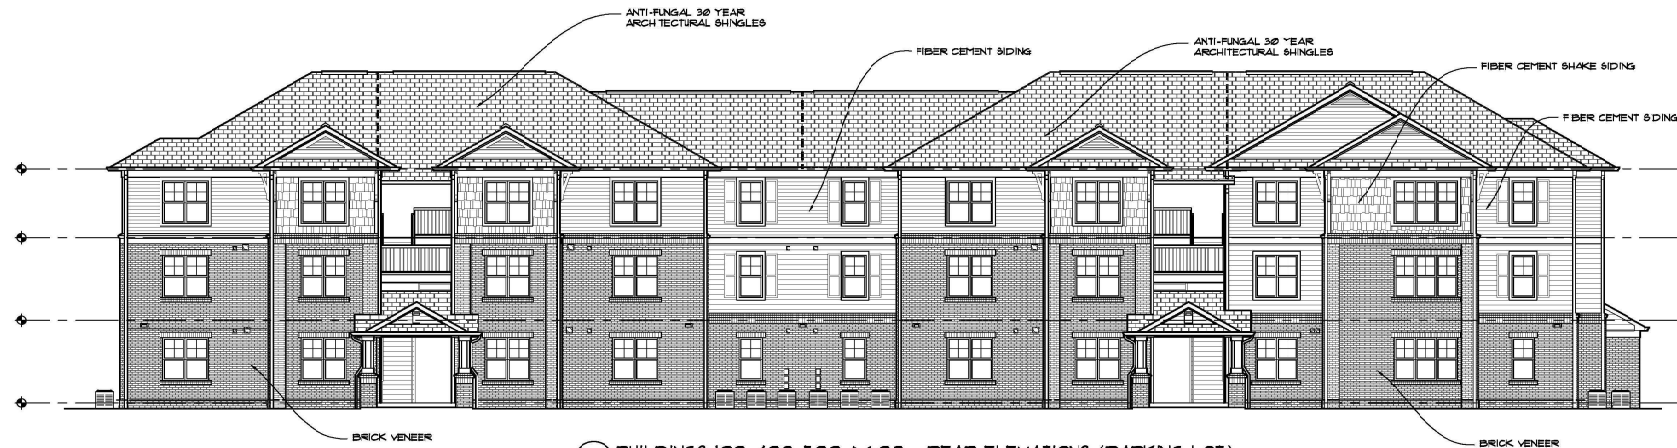 ANTI-FUNGAL 30 YEAR
ARCHITECTURAL SHINGLES
FIBER CEMENT SIDING
ANTI-FUNGAL 30 YEAR
ARCHITECTURAL SHINGLES
FIBER CEMENT SHAKE SIDING
FIBER CEMENT SIDING
BRICK VENEER
BRICK VENEER